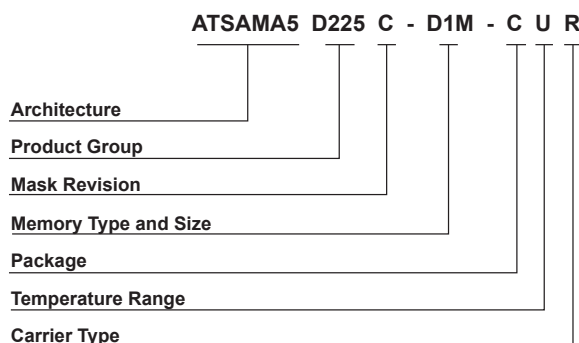 ATSAMA5 D225 C - D1M - C U R
Architecture
Product Group
Mask Revision
Memory Type and Size
Package
Temperature Range
Carrier Type